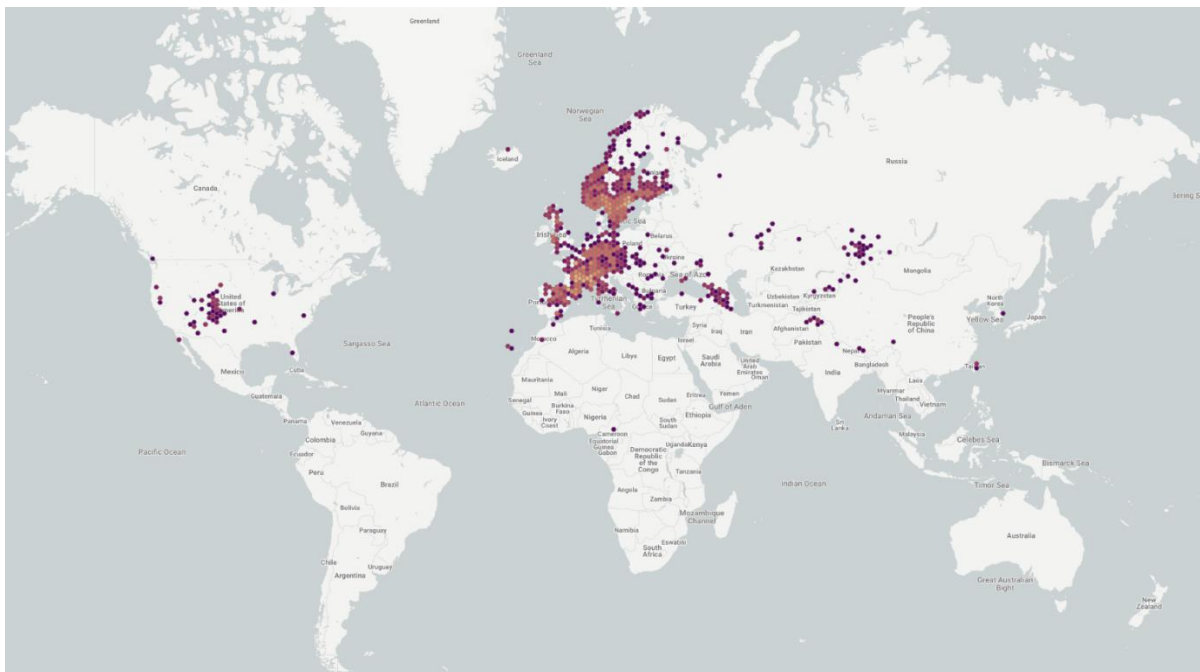 Greenland
Greenland
Sea
Norwegian
Sea
Iceland
Russia
Canada
Irish Sea
Belarus
Poland
Kazakhstan
Mongolia
Sea of Azov
Bulgaria
Uzbekistan
Kyrgyzstan
Turkmenistan
Tajikistan
North
Korea
Yellow Sea
Japan
United
States of
America
Tyrrhenian
Sea
Turkey
Tunisia
Syria
Iraq
Iran
Afghanistan
People's
Republic
of China
Sargasso Sea
Morocco
Israel
Pakistan
Nepal
Algeria
Libya
Egypt
Saudi
Arabia
United
Arab
Emirates
Oman
Bangladesh
India
Mexico
Cuba
Mauritania
Mali
Niger
Chad
Sudan
Eritrea
Yemen
Myanmar
Laos
Thailand
Vietnam
Guatemala
Senegal
Gulf of Aden
Atlantic Ocean
Guinea
Burkina
Faso
Ivory
Coast
Nigeria
South
Sudan
Ethiopia
Andaman Sea
Panama
Venezuela
Guyana
Colombia
Cameroon
Equatorial
Guinea
Gabon
Uganda
Kenya
Sri
Lanka
Malaysia
Celebes Sea
Pacific Ocean
Ecuador
Democratic
Republic
of the
Congo
Bismarck Sea
Peru
Brazil
Tanzania
Indian Ocean
Timor Sea
Angola
Zambia
Bolivia
Mozambique
Channel
Paraguay
Namibia
Australia
Eswatini
South
Africa
Chile
Uruguay
Argentina
Great Australian
Bight
New
Zealand